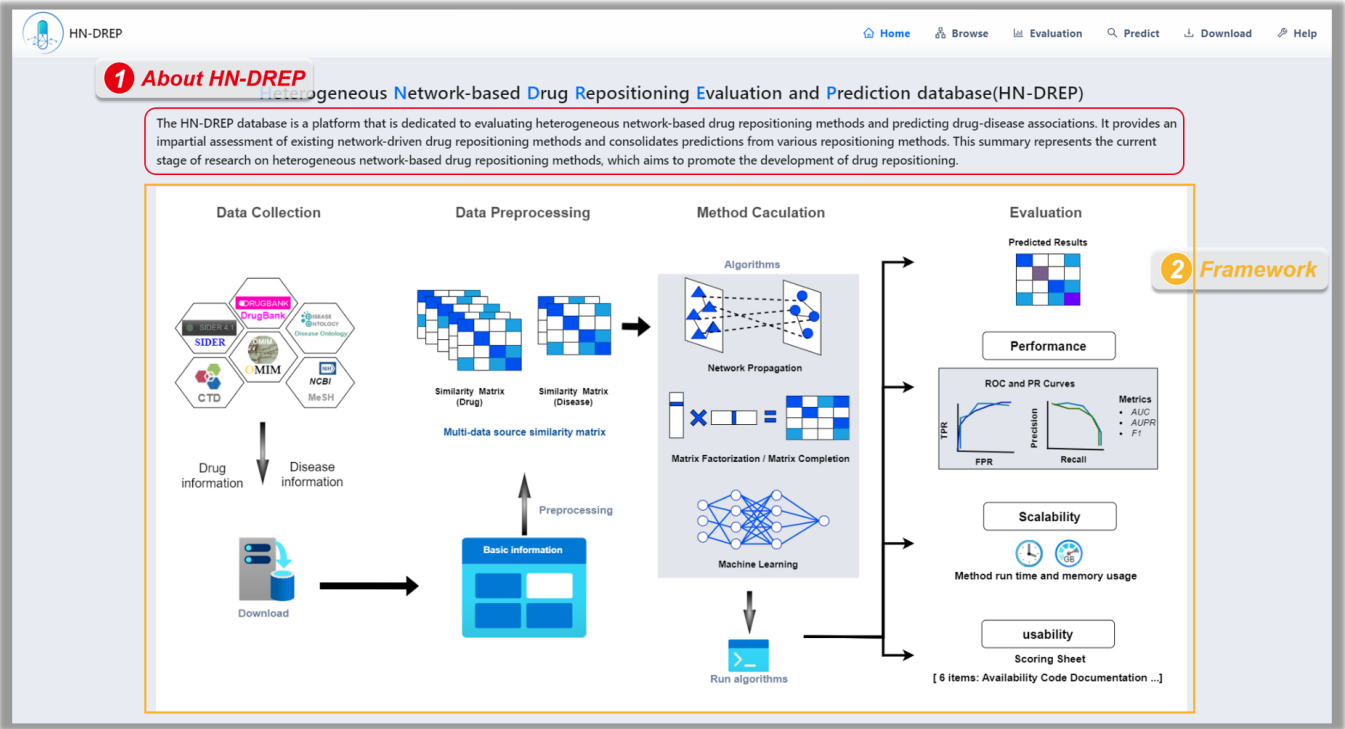 HN-DREP
Home Browse Evaluation Predict Download Help
1 About HN-DREP
Heterogeneous Network-based Drug Repositioning Evaluation and Prediction database(HN-DREP)
The HN-DREP database is a platform that is dedicated to evaluating heterogeneous network-based drug repositioning methods and predicting drug-disease associations. It provides an
impartial assessment of existing network-driven drug repositioning methods and consolidates predictions from various repositioning methods. This summary represents the current
stage of research on heterogeneous network-based drug repositioning methods, which aims to promote the development of drug repositioning.
2 Framework
Data Collection
DRUGBANK
DrugBank
SIDER 4.1
SIDER
DISEASE
ONTOLOGY
Disease Ontology
OMIM
OMIM
CTD
NIH
NCBI
MeSH
Drug
information
Disease
information
Download
Data Preprocessing
Similarity Matrix
(Drug)
Similarity Matrix
(Disease)
Multi-data source similarity matrix
Preprocessing
Basic information
Method Caculation
Algorithms
Network Propagation
Matrix Factorization / Matrix Completion
Machine Learning
Run algorithms
Evaluation
Predicted Results
Performance
ROC and PR Curves
TPR
FPR
Precision
Recall
Metrics
• AUC
• AUPR
• F1
Scalability
GB
Method run time and memory usage
usability
Scoring Sheet
[ 6 items: Availability Code Documentation ...]